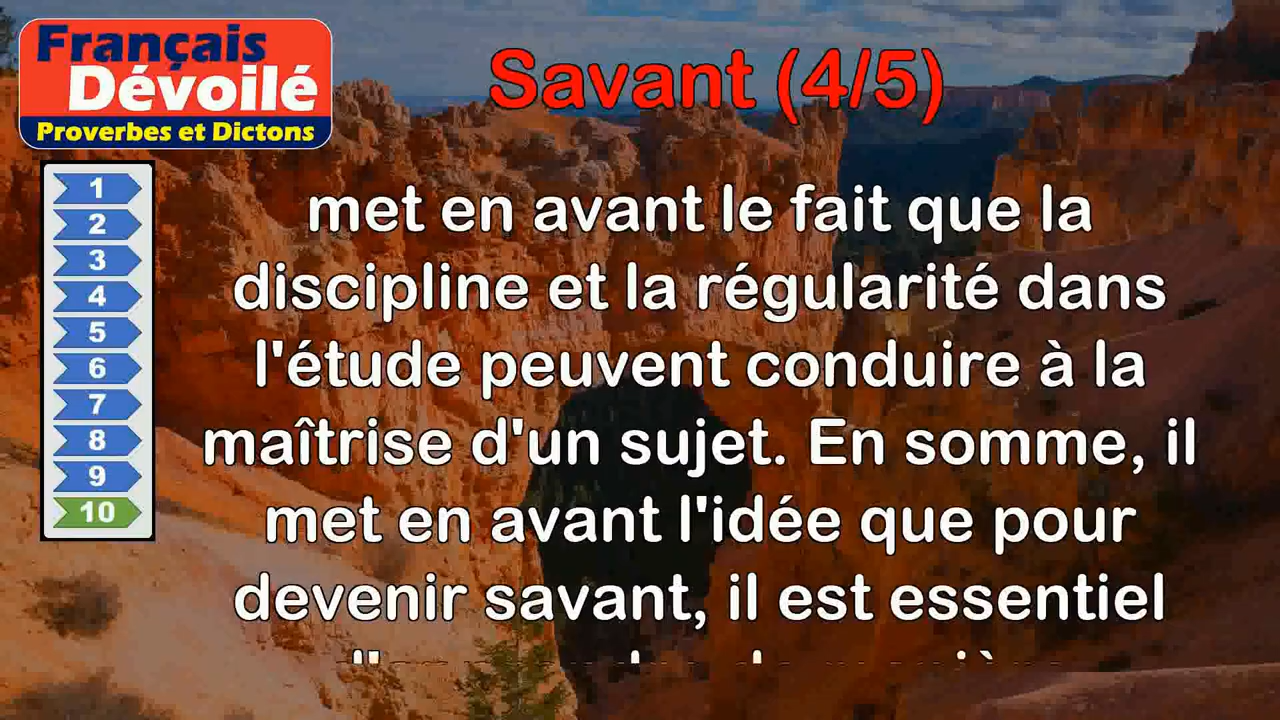 Français
Dévoilé
Proverbes et Dictons
Savant (4/5)
1
2
3
4
5
6
7
8
9
10
met en avant le fait que la
discipline et la régularité dans
l'étude peuvent conduire à la
maîtrise d'un sujet. En somme, il
met en avant l'idée que pour
devenir savant, il est essentiel